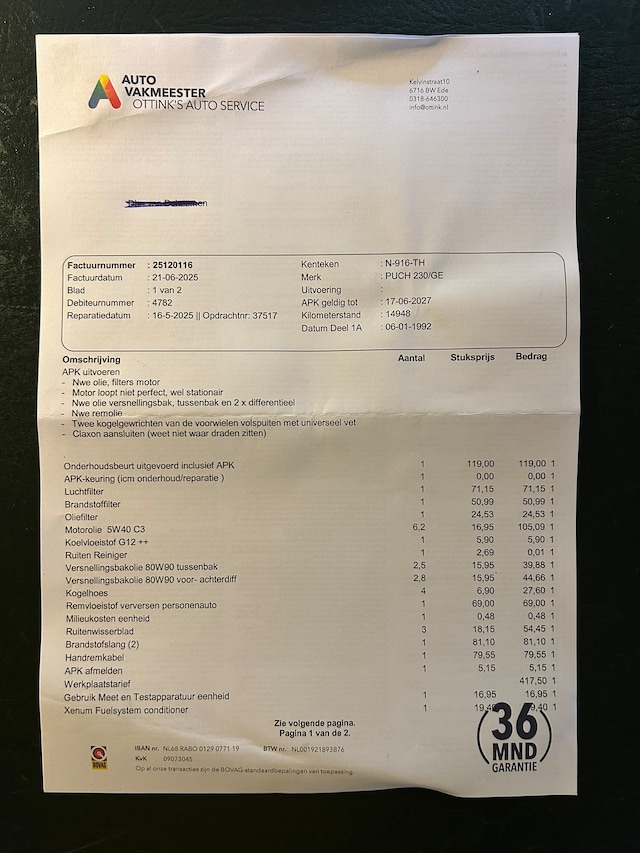 AUTO
VAKMEESTER
OTTINK'S AUTO SERVICE
Kelvinstraat10
6716 BW Ede
0318-646300
info@ottink.nl
Factuurnummer : 25120116 Kenteken : N-916-TH
Factuurdatum : 21-06-2025 Merk : PUCH 230/GE
Blad : 1 van 2 Uitvoering :
Debiteurnummer : 4782 APK geldig tot : 17-06-2027
Reparatiedatum : 16-5-2025 || Opdrachtnr: 37517 Kilometerstand : 14948
Datum Deel 1A : 06-01-1992
Omschrijving Aantal Stuksprijs Bedrag
APK uitvoeren
- Nwe olie, filters motor
- Motor loopt niet perfect, wel stationair
- Nwe olie versnellingsbak, tussenbak en 2 x differentieel
- Nwe remolie
- Twee kogelgewrichten van de voorwielen volspuiten met universeel vet
- Claxon aansluiten (weet niet waar draden zitten)
.
Onderhoudsbeurt uitgevoerd inclusief APK 1 119,00 119,00 1
APK-keuring (icm onderhoud/reparatie ) 1 0,00 0,00 1
Luchtfilter 1 71,15 71,15 1
Brandstoffilter 1 50,99 50,99 1
Oliefilter 1 24,53 24,53 1
Motorolie 5W40 C3 6,2 16,95 105,09 1
Koelvloeistof G12 ++ 1 5,90 5,90 1
Ruiten Reiniger 1 2,69 0,01 1
Versnellingsbakolie 80W90 tussenbak 2,5 15,95 39,88 1
Versnellingsbakolie 80W90 voor- achterdiff 2,8 15,95 44,66 1
Kogelhoes 4 6,90 27,60 1
Remvloeistof verversen personenauto 1 69,00 69,00 1
Milieukosten eenheid 1 0,48 0,48 1
Ruitenwisserblad 3 18,15 54,45 1
Brandstofslang (2) 1 81,10 81,10 1
Handremkabel 1 79,55 79,55 1
APK afmelden 1 5,15 5,15 1
Werkplaatstarief 417,50 1
Gebruik Meet en Testapparatuur eenheid 1 16,95 16,95 1
Xenum Fuelsystem conditioner 1 19,40 9,40 1
Zie volgende pagina.
Pagina 1 van de 2.
36
MND
GARANTIE
BOVAG
IBAN nr. NL68 RABO 0129 0771 19 BTW nr. NL001921893B76
KvK 09073045
Op al onze transacties zijn de BOVAG-standaardbepalingen van toepassing.